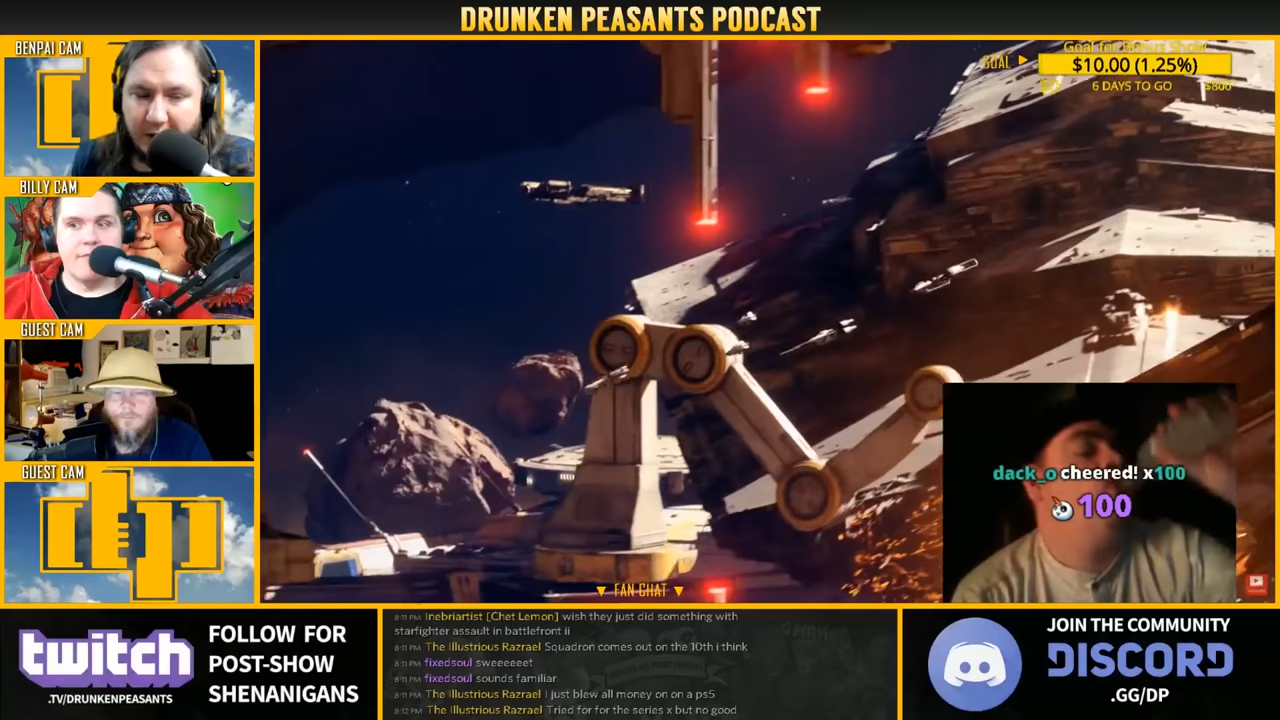 DRUNKEN PEASANTS PODCAST
BENPAI CAM
BILLY CAM
GUEST CAM
GUEST CAM
Goal for Bonus Show
GOAL ▶
$10.00 (1.25%)
6 DAYS TO GO
$800
dack_o cheered! x100
100
▼ FAN CHAT ▼
twitch
.TV/DRUNKENPEASANTS
FOLLOW FOR
POST-SHOW
SHENANIGANS
8:11 PM Inebriartist [Chet Lemon] wish they just did something with
starfighter assault in battlefront ii
8:11 PM The Illustrious Razrael Squadron comes out on the 10th i think
8:11 PM fixedsoul sweeeeeet
8:11 PM fixedsoul sounds familiar
8:11 PM The Illustrious Razrael I just blew all money on on a ps5
8:12 PM The Illustrious Razrael Tried for for the series x but no good
JOIN THE COMMUNITY
DISCORD
.GG/DP